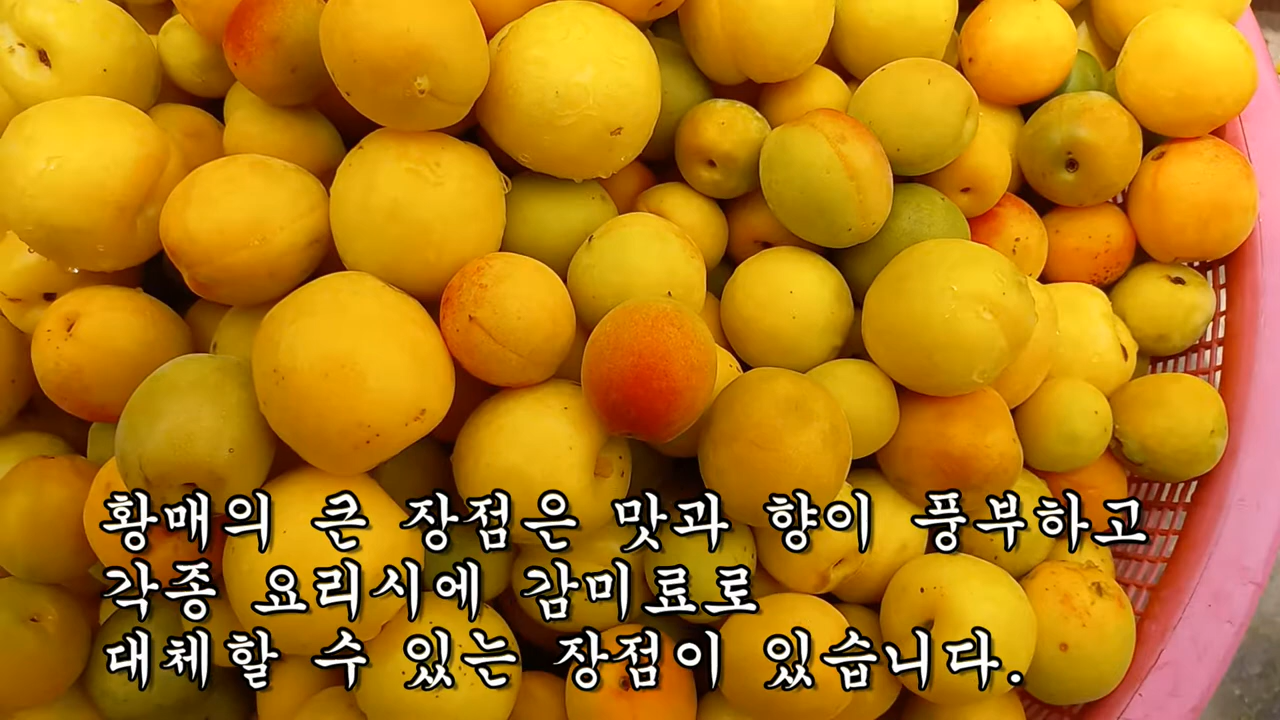 황매의 큰 장점은 맛과 향이 풍부하고
각종 요리시에 감미료로
대체할 수 있는 장점이 있습니다.